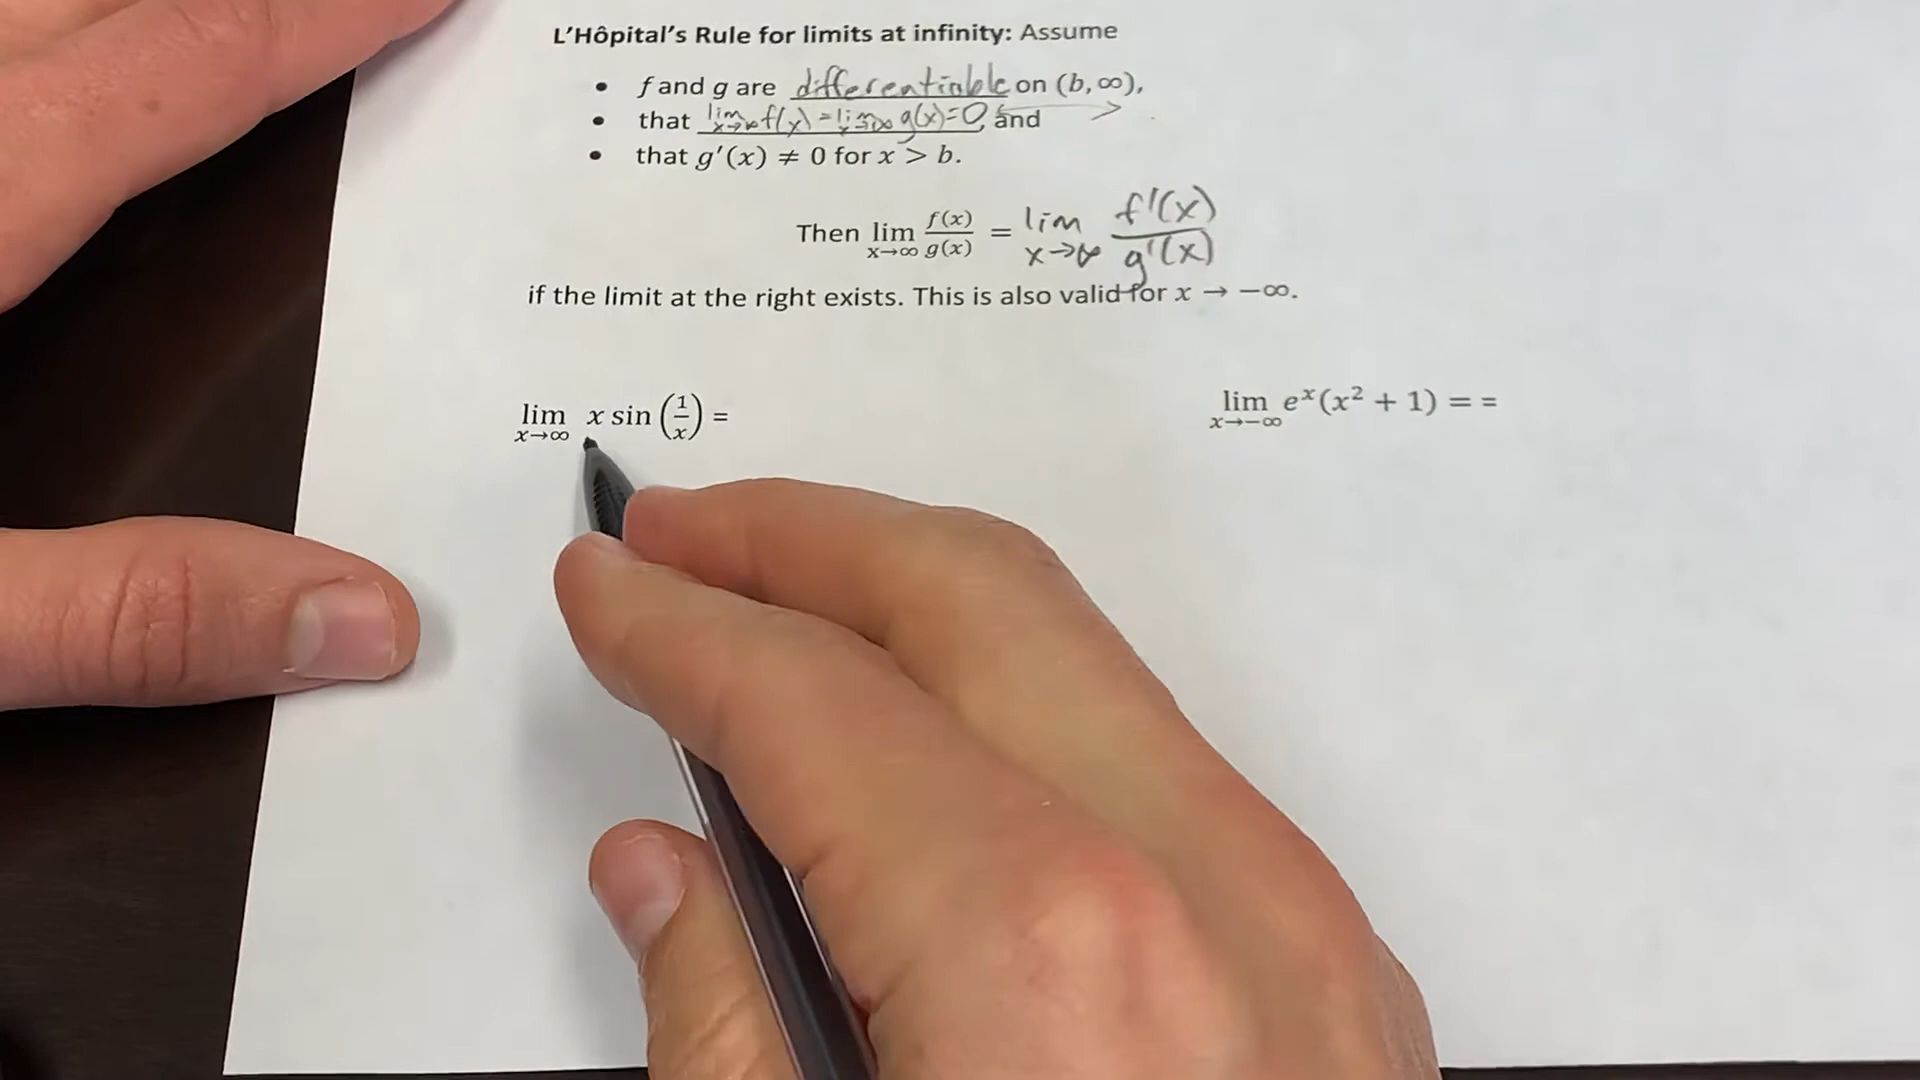 L'Hôpital's Rule for limits at infinity: Assume
• f and g are differentiable on (b, ∞),
• that lim x→∞ f(x) = lim x→∞ g(x) = 0, and
• that g′(x) ≠ 0 for x > b.
Then lim x→∞ f(x)/g(x) = lim x→∞ f'(x)/g'(x)
if the limit at the right exists. This is also valid for x → −∞.
lim x→∞ x sin (1/x) =
lim x→−∞ eˣ(x² + 1) = =